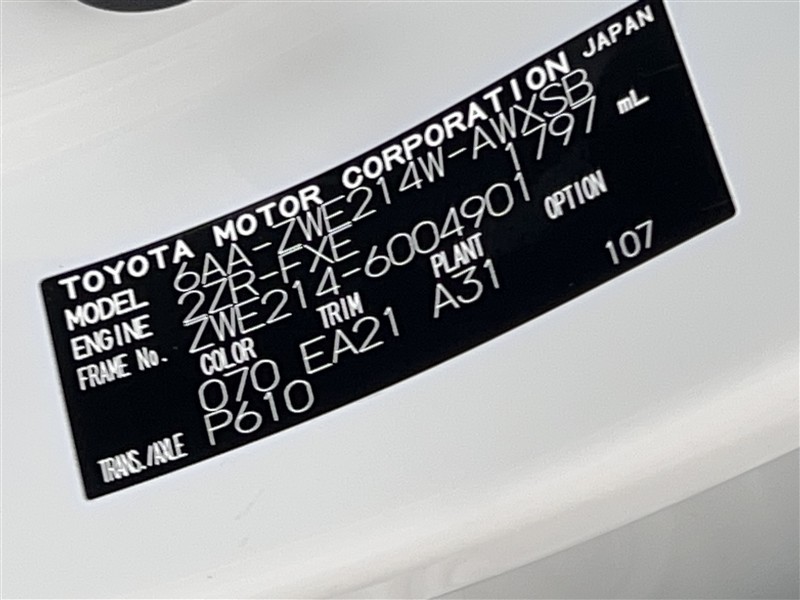 TOYOTA MOTOR CORPORATION JAPAN
MODEL 6AA-ZWE214W-AWXSB
ENGINE 2ZR-FXE 1797 mL
FRAME No. ZWE214-6004901
COLOR TRIM PLANT OPTION
070 EA21 A31 107
TRANS./AXLE P610